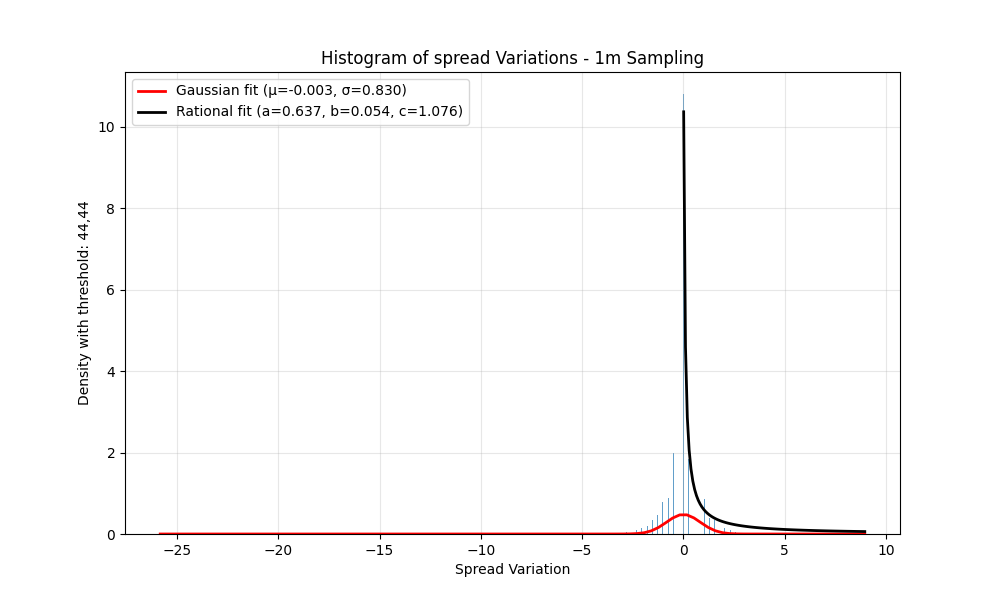 Histogram of spread Variations - 1m Sampling
Gaussian fit (μ=-0.003, σ=0.830)
Rational fit (a=0.637, b=0.054, c=1.076)
Density with threshold: 44,44
10
8
6
4
2
0
−25 −20 −15 −10 −5 0 5 10
Spread Variation